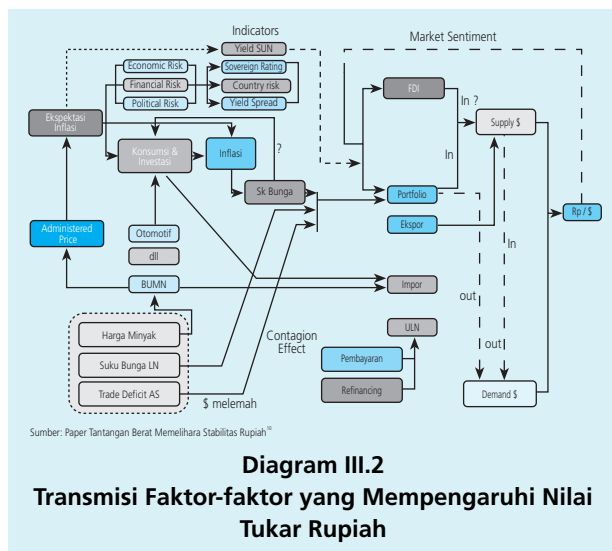 Indicators
Market Sentiment
Yield SUN
Economic Risk
Sovereign Rating
Financial Risk
Country risk
Political Risk
Yield Spread
FDI
In ?
Supply $
Ekspektasi
Inflasi
Konsumsi &
Investasi
Inflasi
?
In
Sk Bunga
Portfolio
Rp / $
Administered
Price
Otomotif
Ekspor
In
dll
BUMN
Impor
out
Harga Minyak
Contagion
Effect
ULN
out
Suku Bunga LN
Pembayaran
Trade Deficit AS
$ melemah
Refinancing
Demand $
Sumber: Paper Tantangan Berat Memelihara Stabilitas Rupiah¹⁰
Diagram III.2
Transmisi Faktor-faktor yang Mempengaruhi Nilai
Tukar Rupiah